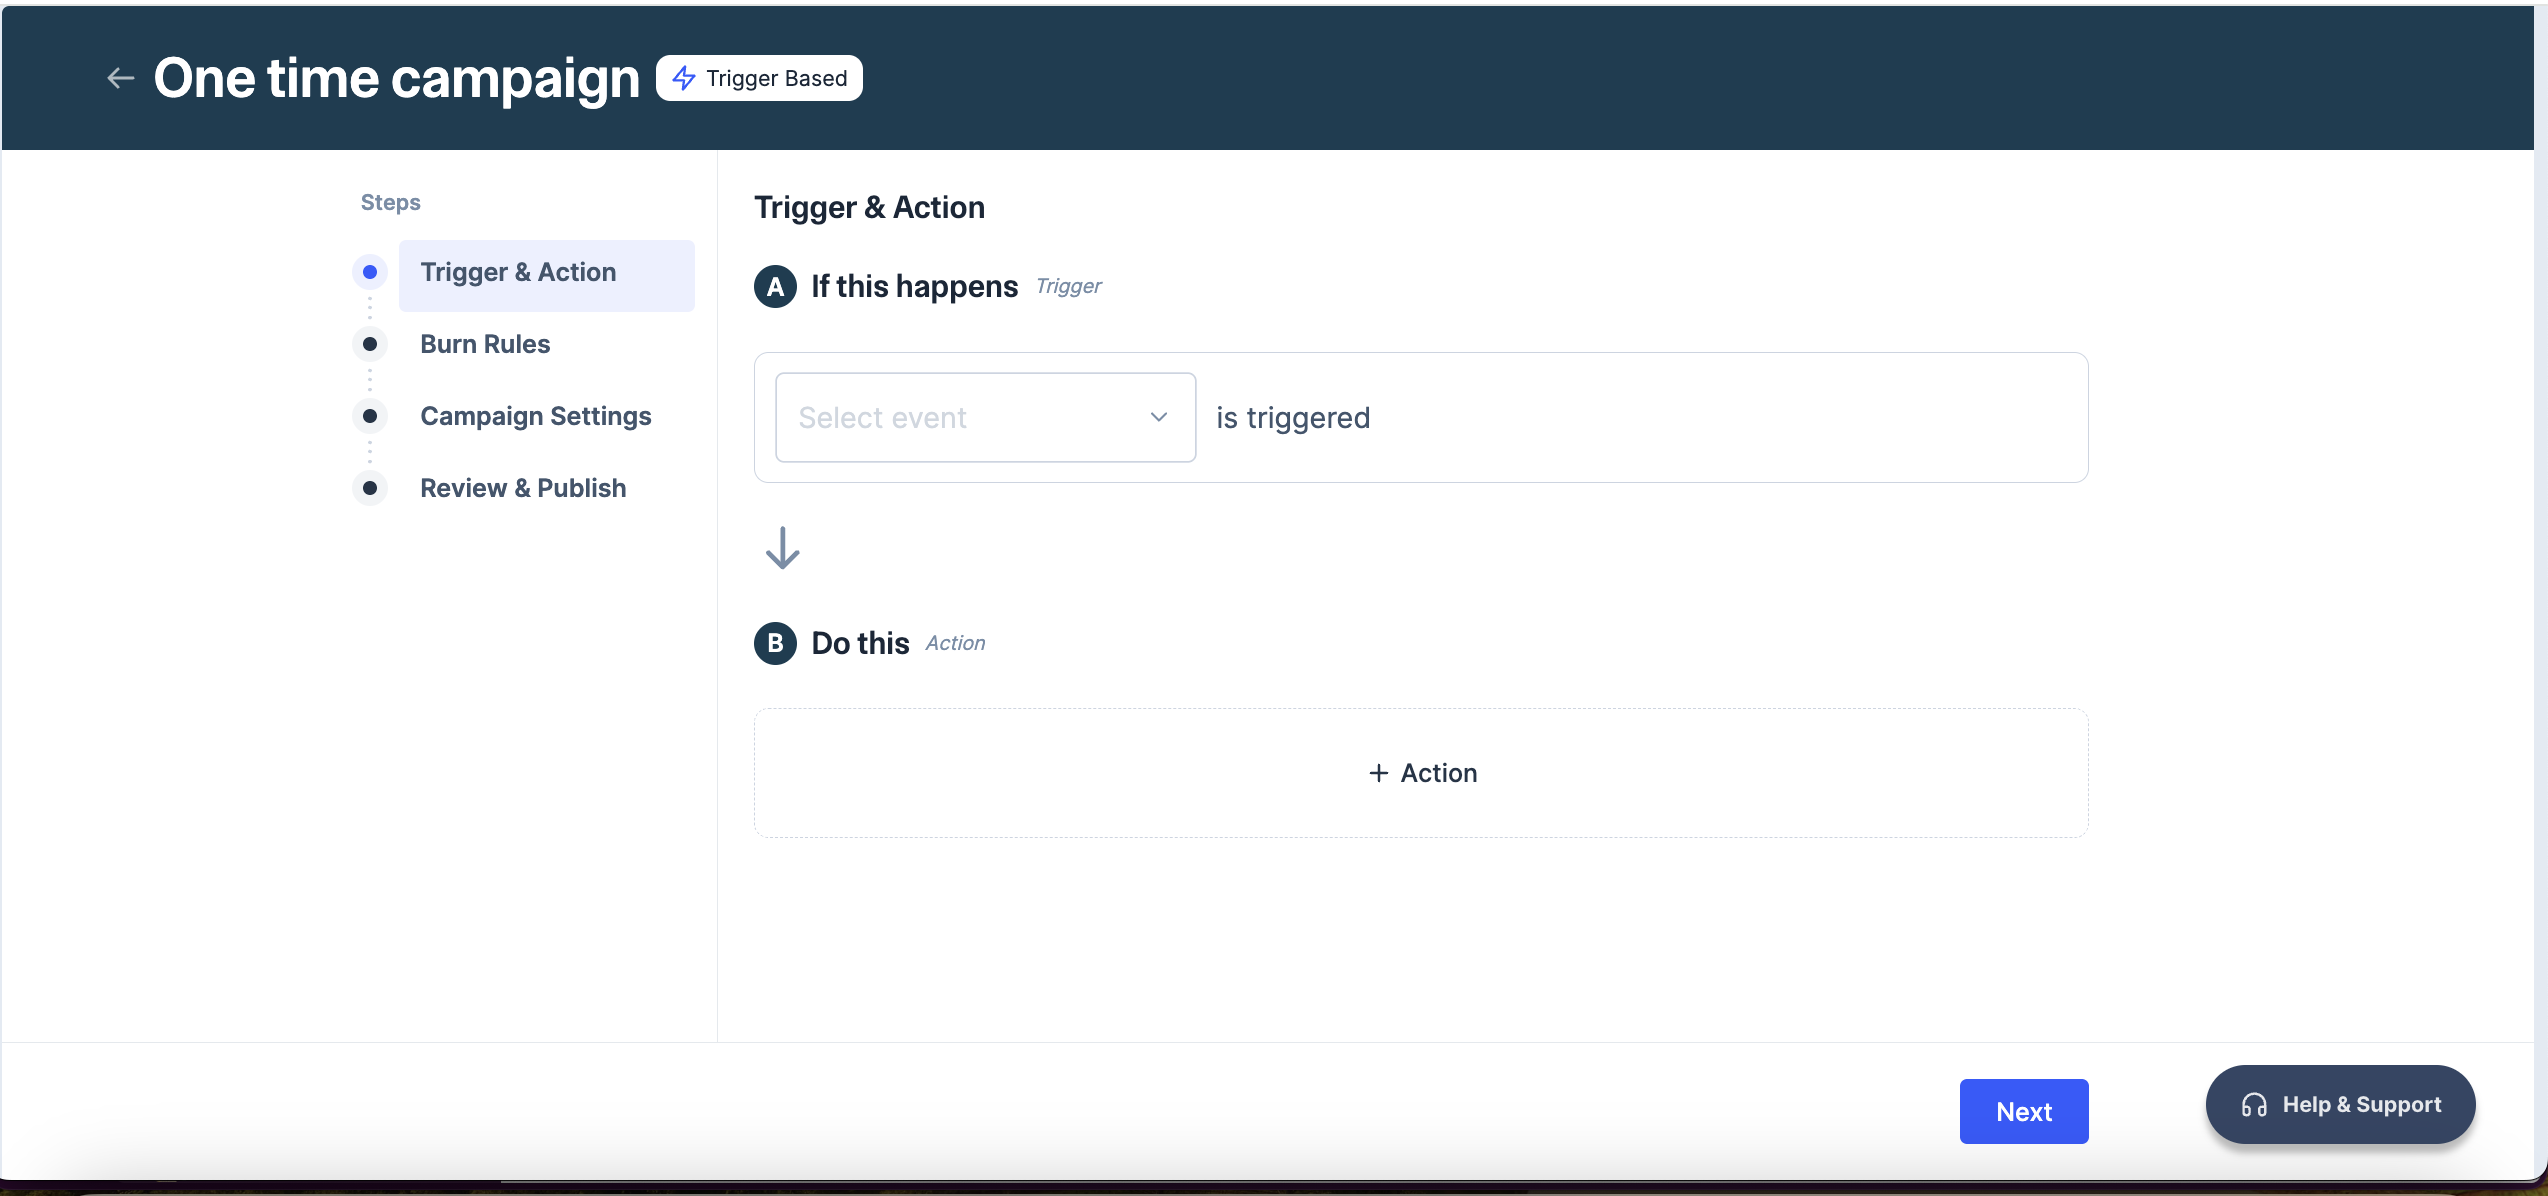 One time campaign
Trigger Based
Steps
Trigger & Action
Burn Rules
Campaign Settings
Review & Publish
Trigger & Action
A If this happens Trigger
Select event is triggered
B Do this Action
+ Action
Next
Help & Support